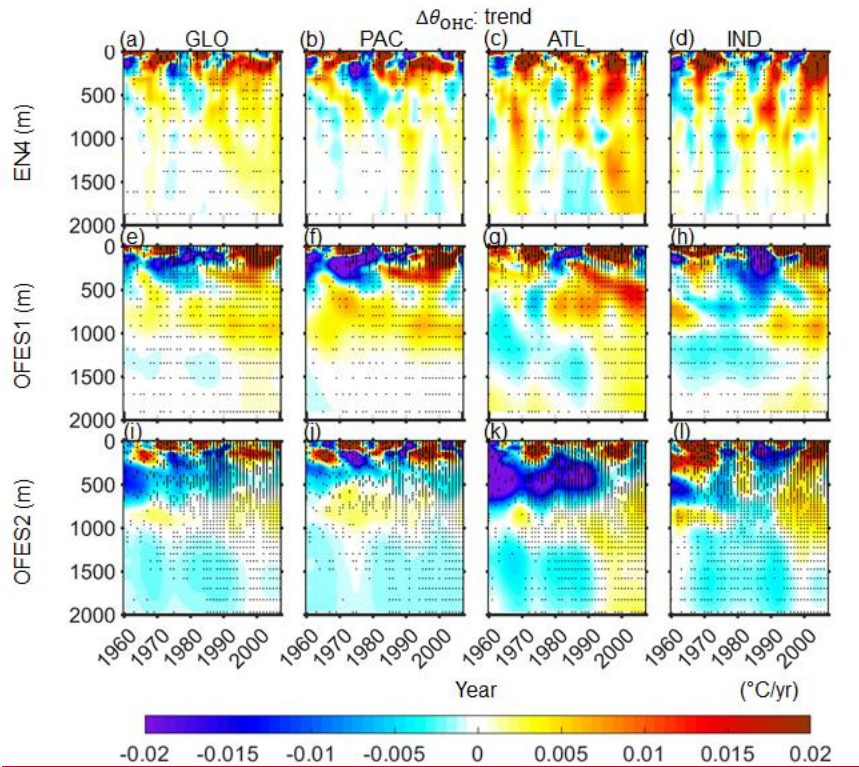 Δθ_OHC: trend
(a) GLO (b) PAC (c) ATL (d) IND
EN4 (m)
0
500
1000
1500
2000
(e) (f) (g) (h)
OFES1 (m)
0
500
1000
1500
2000
(i) (j) (k) (l)
OFES2 (m)
0
500
1000
1500
2000
1960 1970 1980 1990 2000 1960 1970 1980 1990 2000 1960 1970 1980 1990 2000 1960 1970 1980 1990 2000
Year (°C/yr)
-0.02 -0.015 -0.01 -0.005 0 0.005 0.01 0.015 0.02